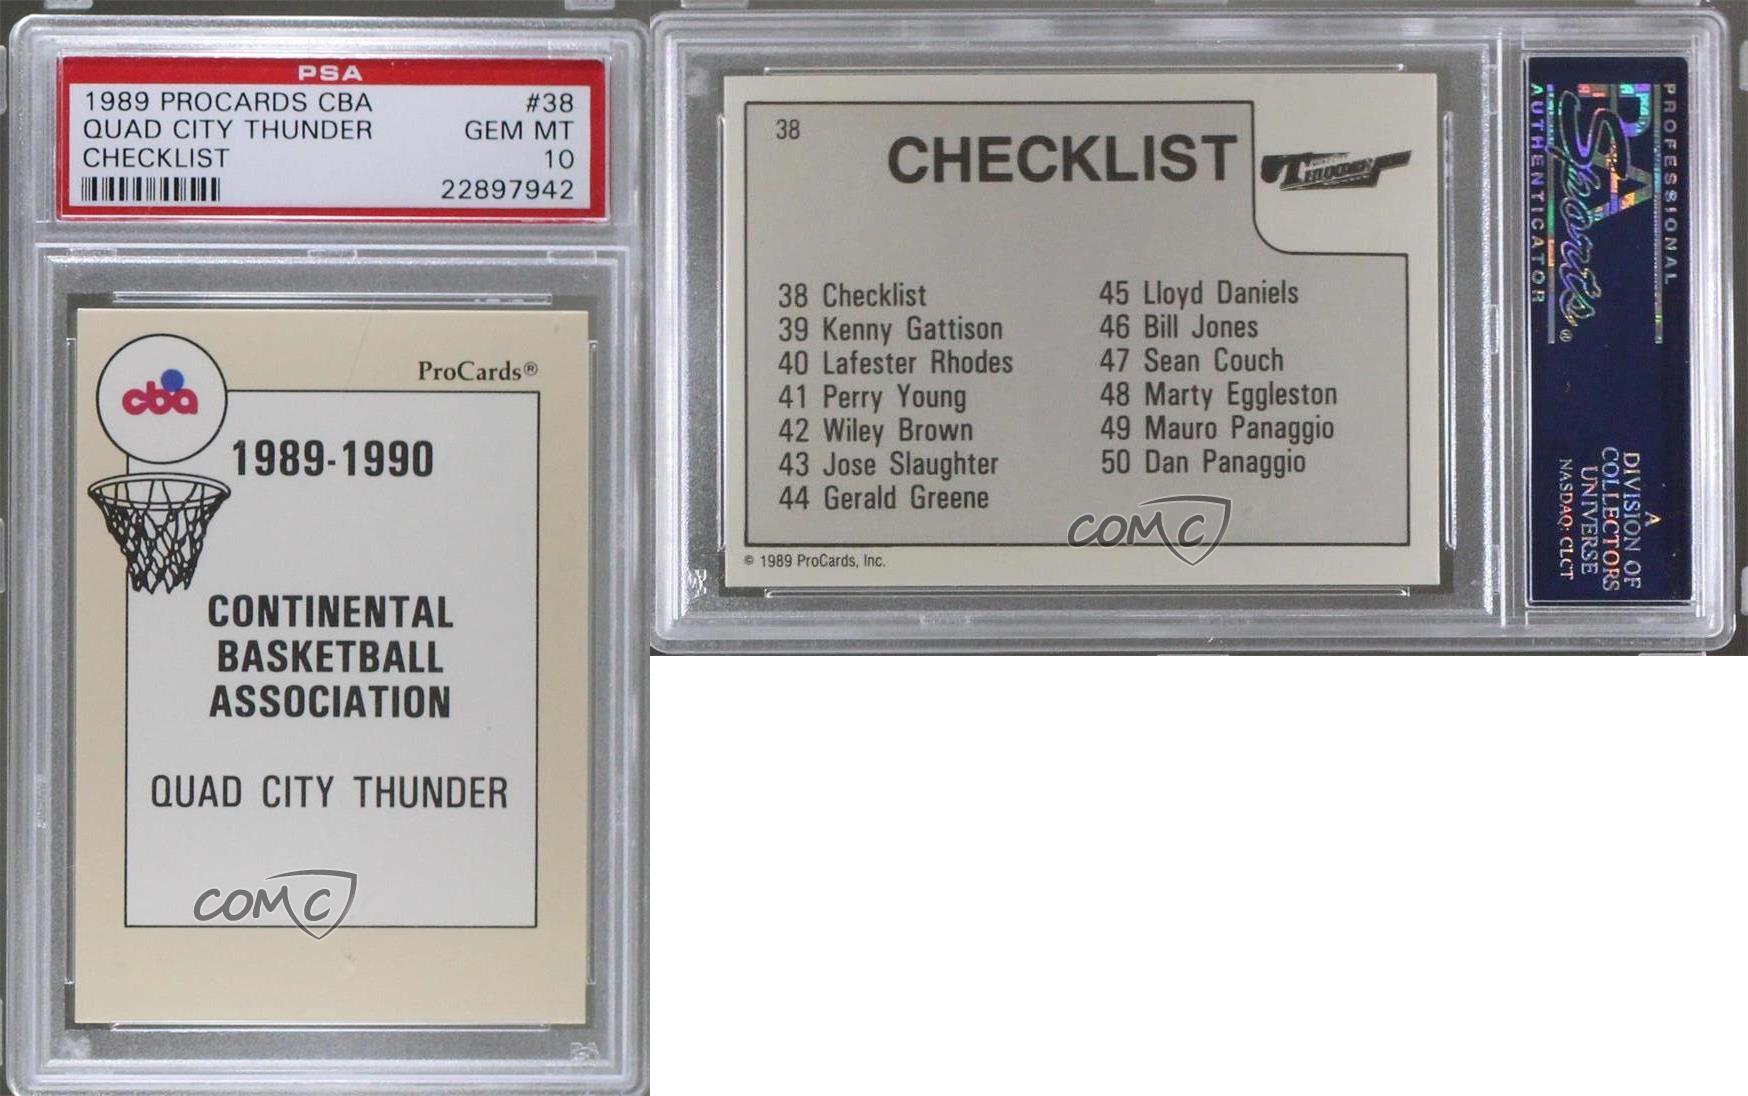 PSA
1989 PROCARDS CBA #38
QUAD CITY THUNDER GEM MT
CHECKLIST 10
22897942
cba
ProCards®
1989-1990
CONTINENTAL
BASKETBALL
ASSOCIATION
QUAD CITY THUNDER
COMC
38
CHECKLIST
THUNDER
38 Checklist
39 Kenny Gattison
40 Lafester Rhodes
41 Perry Young
42 Wiley Brown
43 Jose Slaughter
44 Gerald Greene
45 Lloyd Daniels
46 Bill Jones
47 Sean Couch
48 Marty Eggleston
49 Mauro Panaggio
50 Dan Panaggio
COMC
© 1989 ProCards, Inc.
PROFESSIONAL
PSA
Sports®
AUTHENTICATOR
A
DIVISION OF
COLLECTORS
UNIVERSE
NASDAQ: CLCT